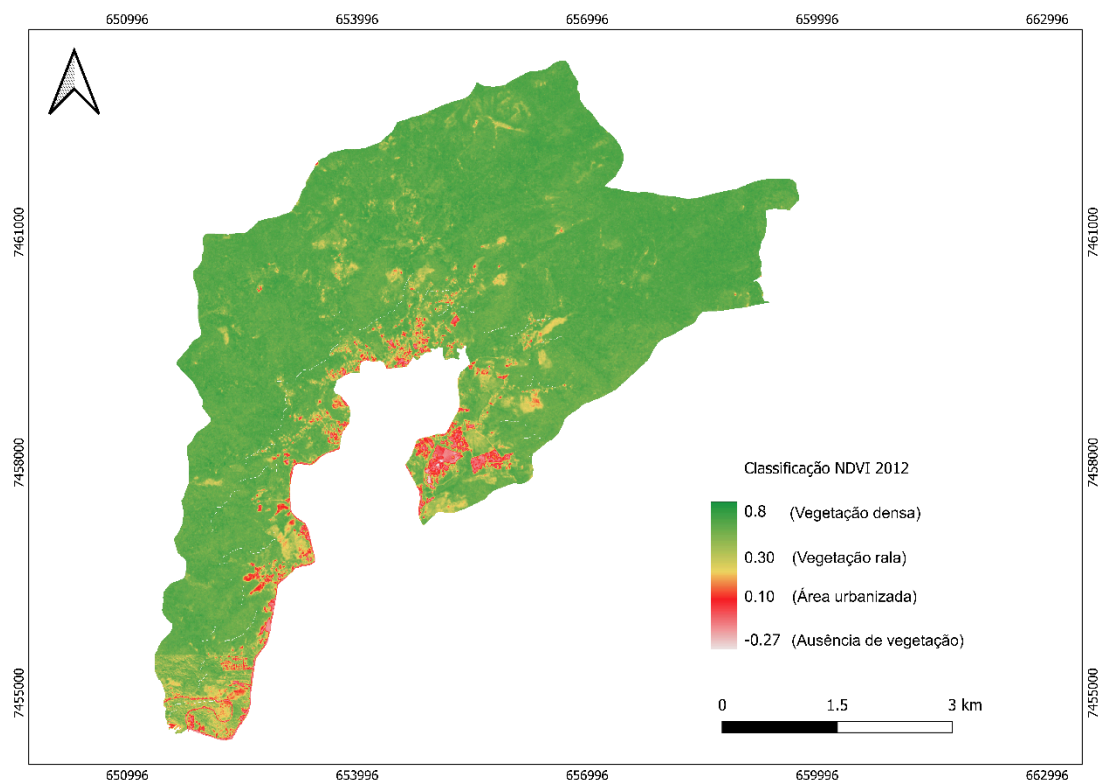 650996 653996 656996 659996 662996
7461000 7461000
7458000 7458000
Classificação NDVI 2012
0.8 (Vegetação densa)
0.30 (Vegetação rala)
0.10 (Área urbanizada)
-0.27 (Ausência de vegetação)
7455000 7455000
0 1.5 3 km
650996 653996 656996 659996 662996